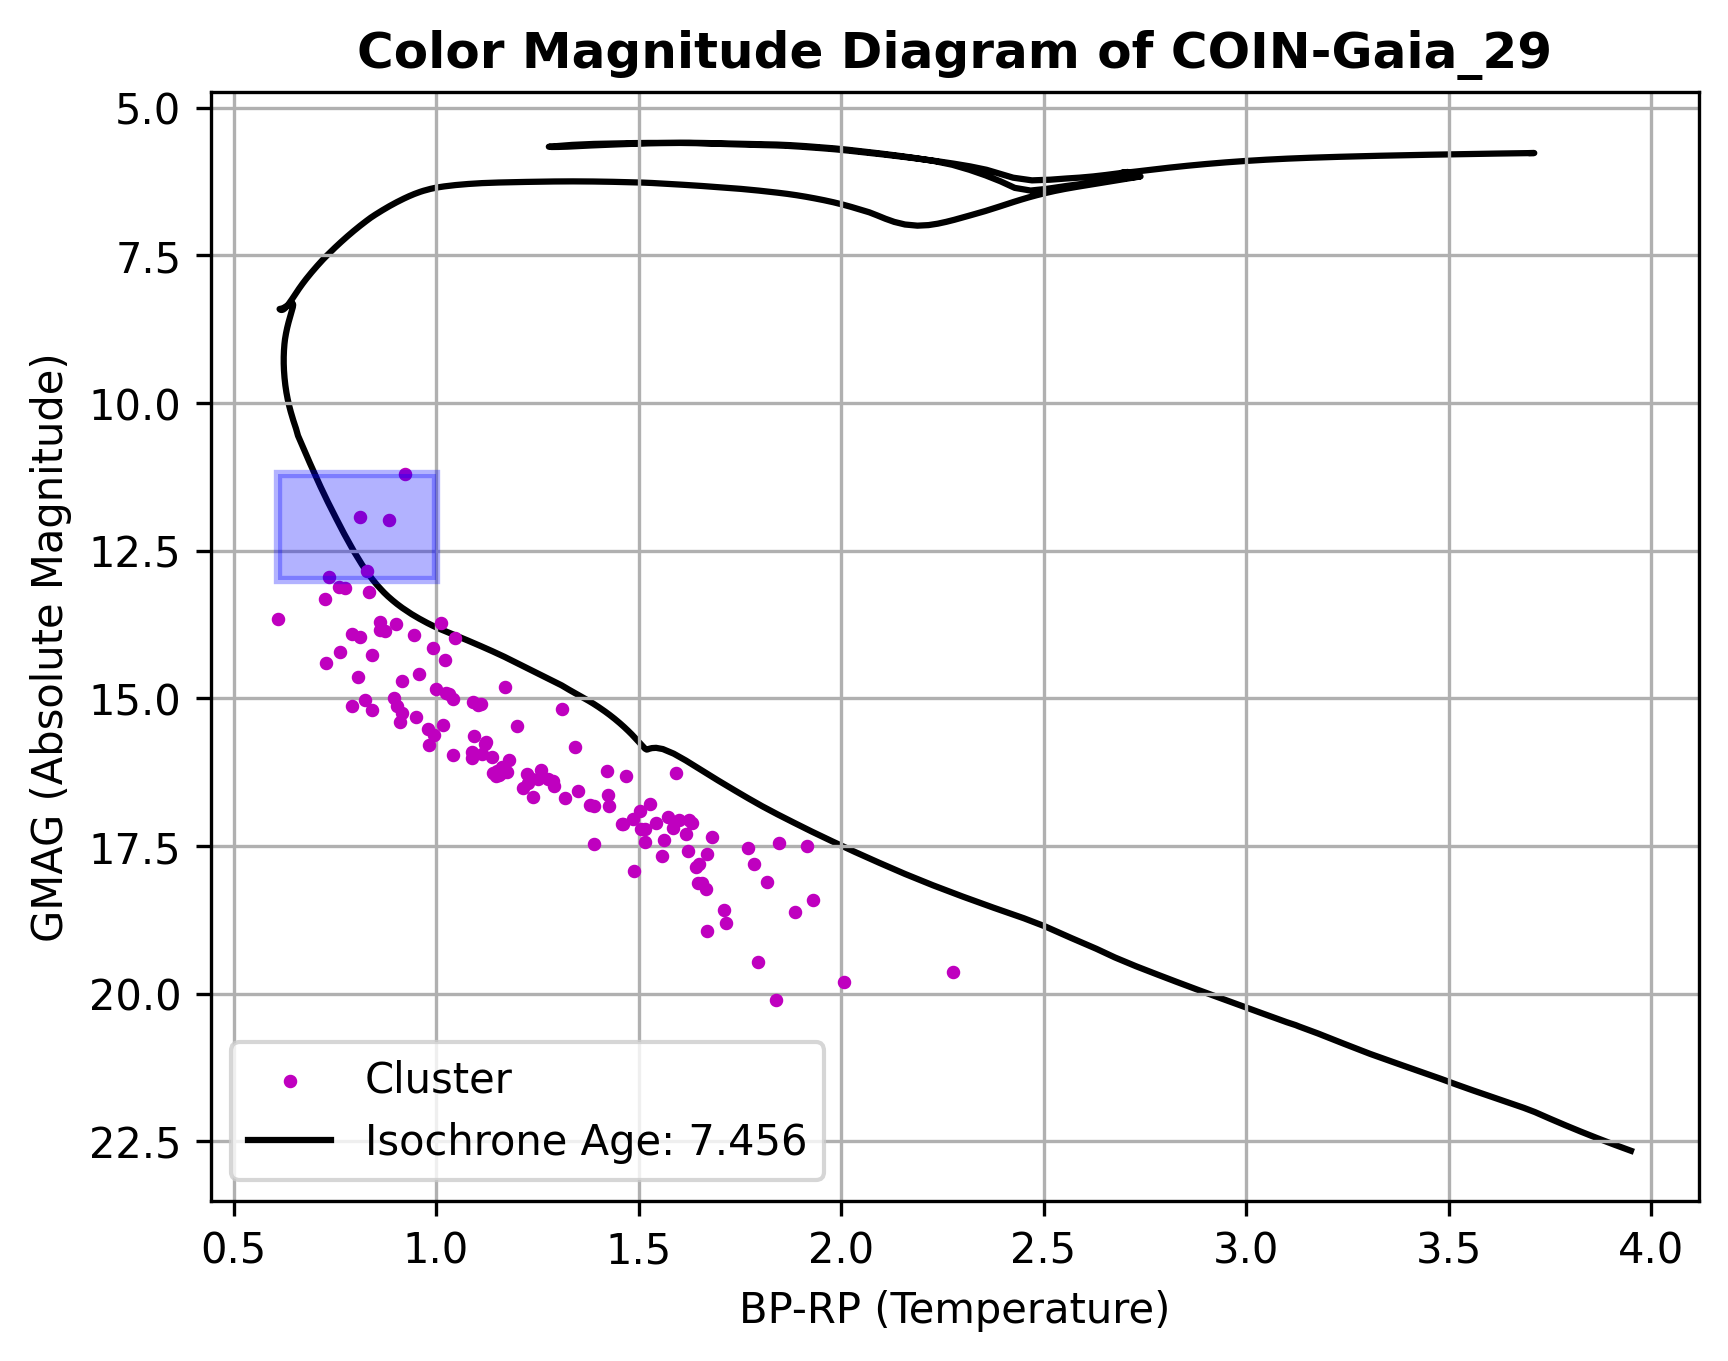 Color Magnitude Diagram of COIN-Gaia_29
GMAG (Absolute Magnitude)
5.0
7.5
10.0
12.5
15.0
17.5
20.0
22.5
Cluster
Isochrone Age: 7.456
0.5 1.0 1.5 2.0 2.5 3.0 3.5 4.0
BP-RP (Temperature)